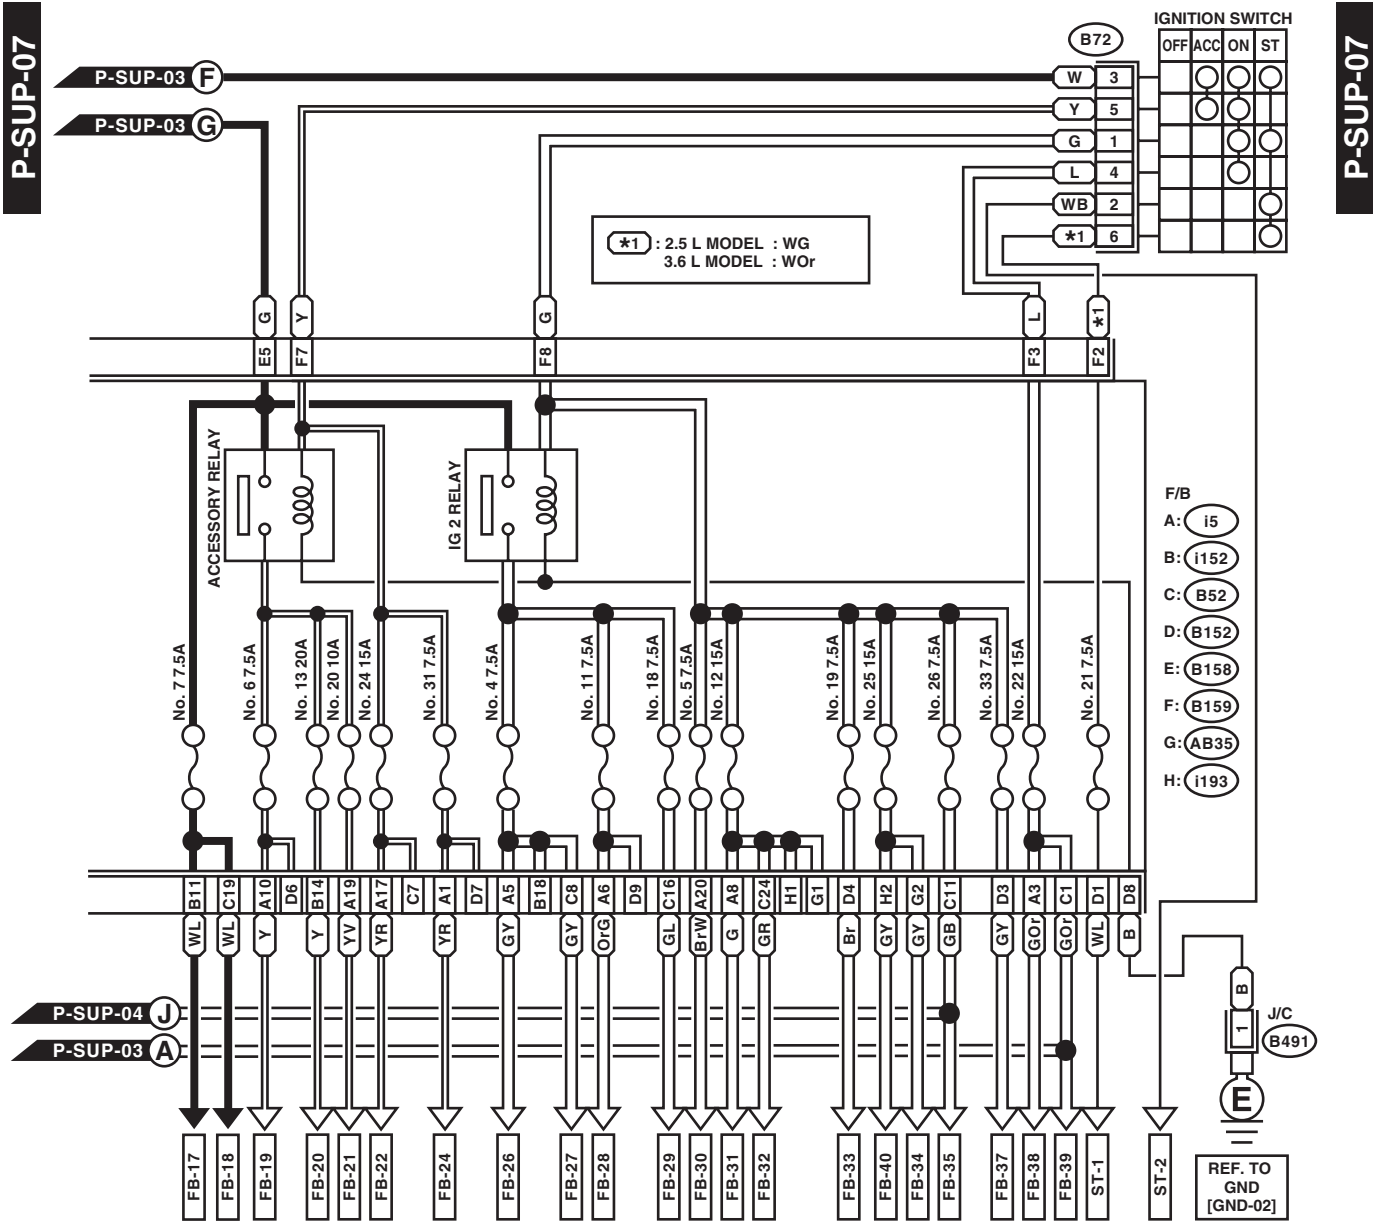 P-SUP-07
P-SUP-07
IGNITION SWITCH
OFF ACC ON ST
B72
P-SUP-03 F
W 3
Y 5
P-SUP-03 G
G 1
L 4
WB 2
*1 6
*1 : 2.5 L MODEL : WG
3.6 L MODEL : WOr
G Y G L *1
E5 F7 F8 F3 F2
ACCESSORY RELAY
IG 2 RELAY
F/B
A: i5
B: i152
C: B52
D: B152
E: B158
F: B159
G: AB35
H: i193
No. 7 7.5A
No. 6 7.5A
No. 13 20A
No. 20 10A
No. 24 15A
No. 31 7.5A
No. 4 7.5A
No. 11 7.5A
No. 18 7.5A
No. 5 7.5A
No. 12 15A
No. 19 7.5A
No. 25 15A
No. 26 7.5A
No. 33 7.5A
No. 22 15A
No. 21 7.5A
B11 C19 A10 D6 B14 A19 A17 C7 A1 D7 A5 B18 C8 A6 D9 C16 A20 A8 C24 H1 G1 D4 H2 G2 C11 D3 A3 C1 D1 D8
WL WL Y Y YV YR YR GY GY OrG GL BrW G GR Br GY GY GB GY GOr GOr WL B
B
1
J/C
B491
E
P-SUP-04 J
P-SUP-03 A
FB-17 FB-18 FB-19 FB-20 FB-21 FB-22 FB-24 FB-26 FB-27 FB-28 FB-29 FB-30 FB-31 FB-32 FB-33 FB-40 FB-34 FB-35 FB-37 FB-38 FB-39 ST-1 ST-2
REF. TO
GND
[GND-02]